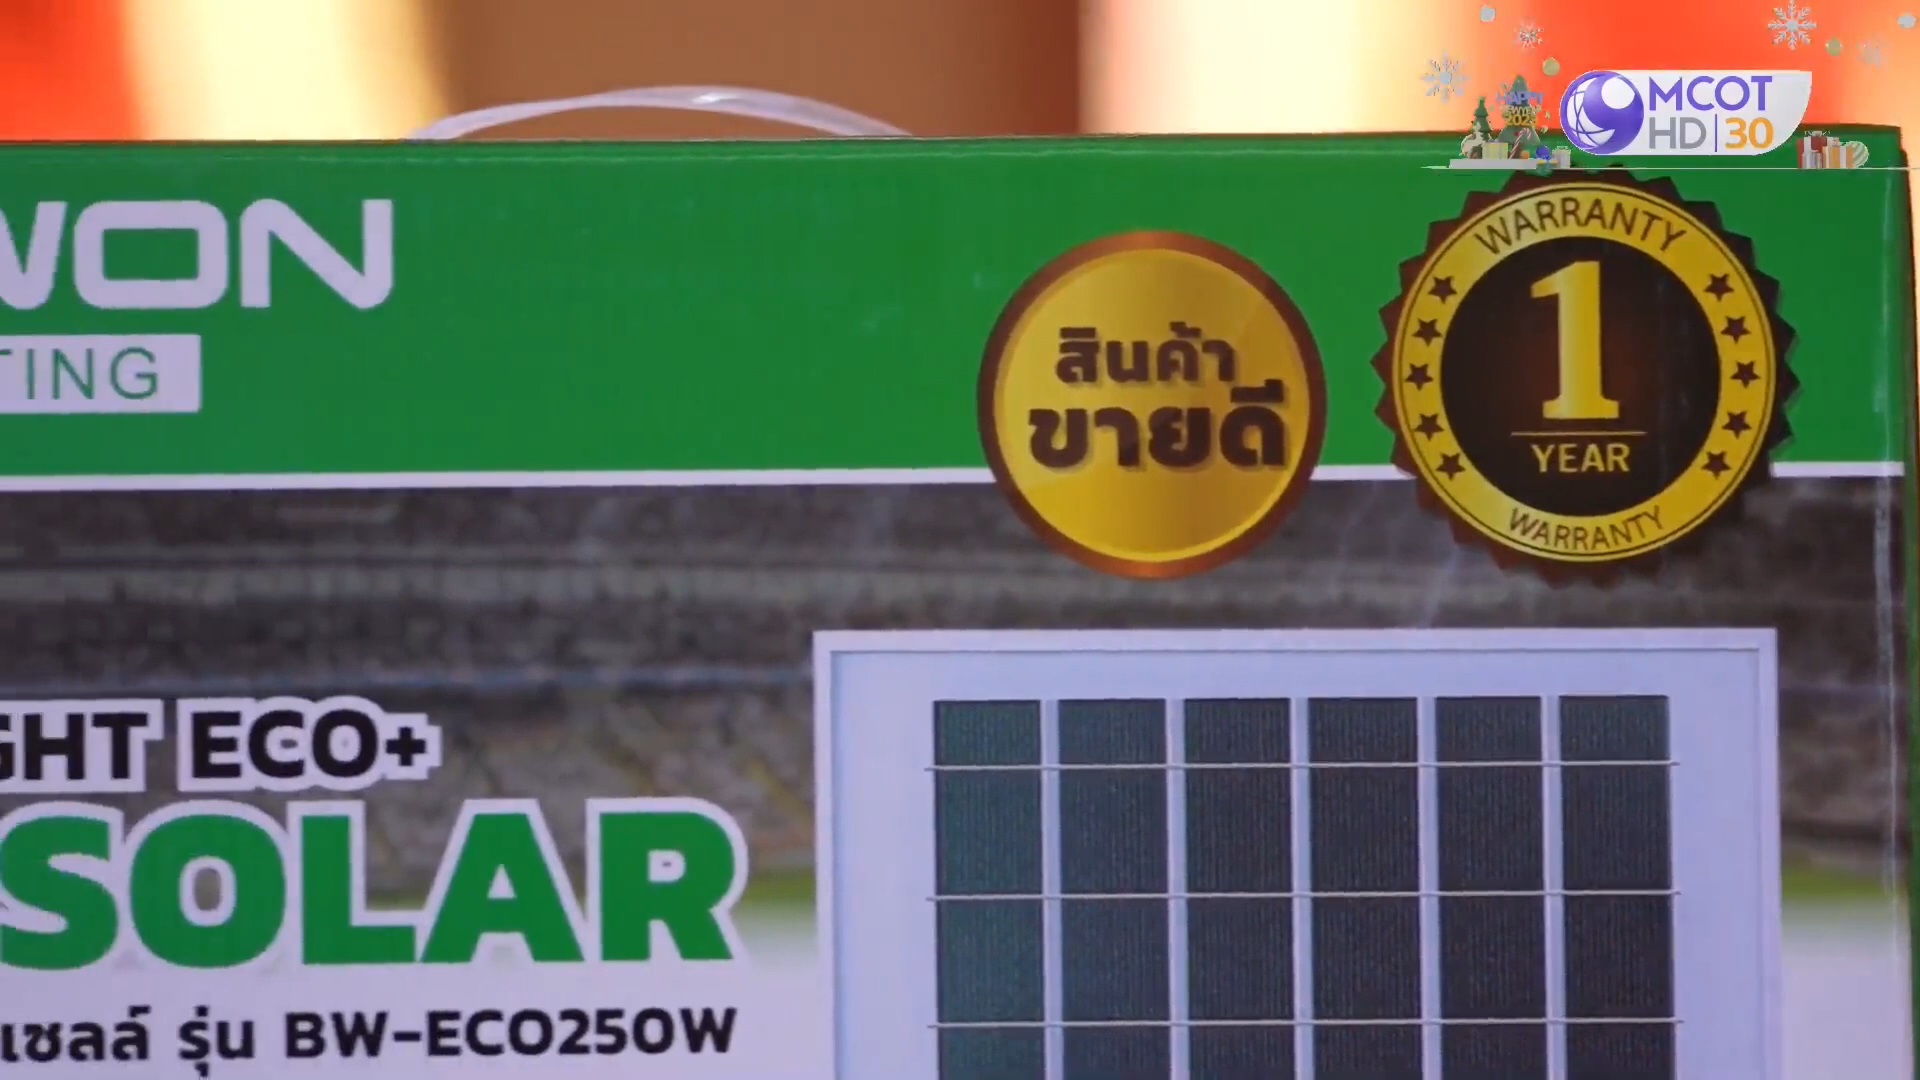 MCOT
HD 30
HAPPY
WON
TING
สินค้า
ขายดี
WARRANTY
1
YEAR
WARRANTY
GHT ECO+
SOLAR
เซลล์ รุ่น BW-ECO250W